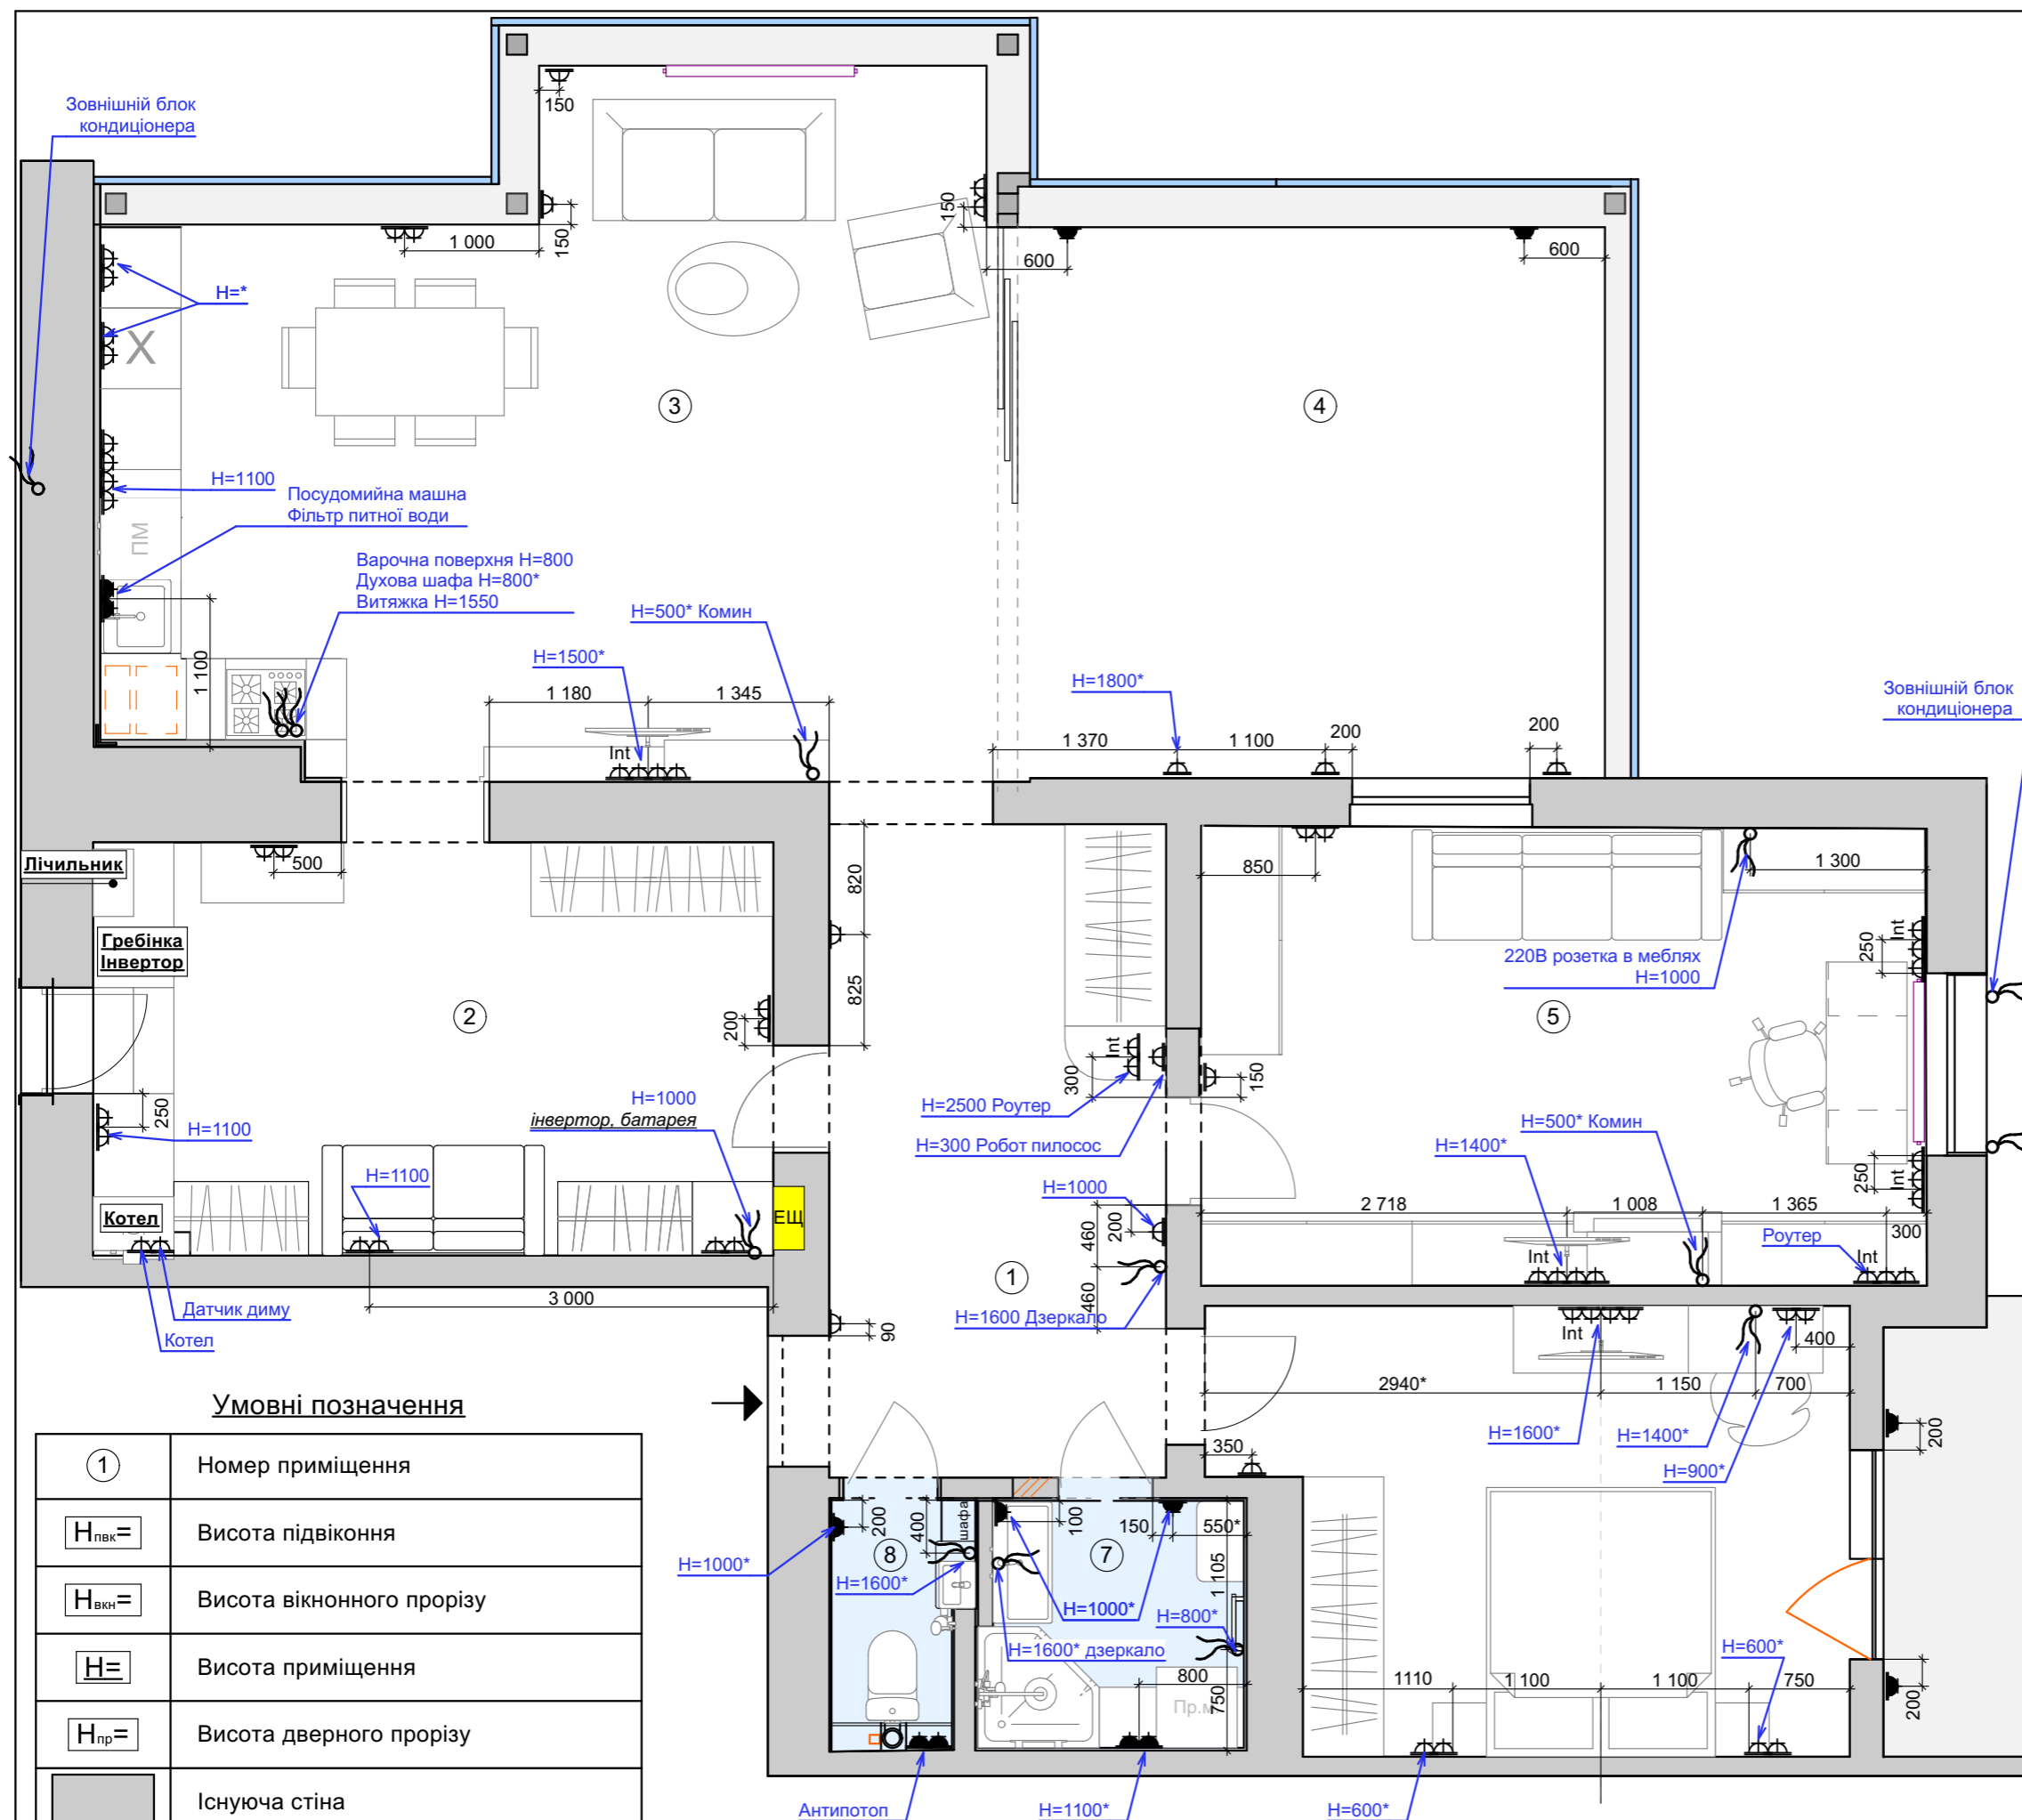 Зовнішній блок
кондиціонера
150
150
1 000
150
600
600
H=*
X
3
4
H=1100
Посудомийна машна
Фільтр питної води
ПМ
Варочна поверхня H=800
Духова шафа H=800*
Витяжка H=1550
1 100
H=500* Комин
H=1500*
1 180
1 345
Int
H=1800*
1 370
1 100
200
200
Зовнішній блок
кондиціонера
Лічильник
500
820
850
1 300
Гребінка
Інвертор
825
220В розетка в меблях
H=1000
Int
250
2
200
5
Int
300
150
250
H=1100
H=1000
інвертор, батарея
H=2500 Роутер
H=300 Робот пилосос
H=500* Комин
H=1400*
H=1100
H=1000
250
Int
Котел
ЕЩ
460
200
2 718
1 008
1 365
300
Роутер
Int
Int
1
460
3 000
Датчик диму
Котел
90
H=1600 Дзеркало
Int
400
2940*
1 150
700
H=1600*
H=1400*
H=900*
200
350
Умовні позначення
1
Номер приміщення
Hпвк=
Висота підвіконня
Hвкн=
Висота вікнонного прорізу
H=
Висота приміщення
Hпр=
Висота дверного прорізу
Існуюча стіна
200
400
шафа
100
150
550*
8
7
1 105
H=1000*
H=1600*
H=1000*
H=800*
H=1600* дзеркало
800
750
Пр.м
H=600*
1110
1 100
1 100
750
200
Антипотоп
H=1100*
H=600*